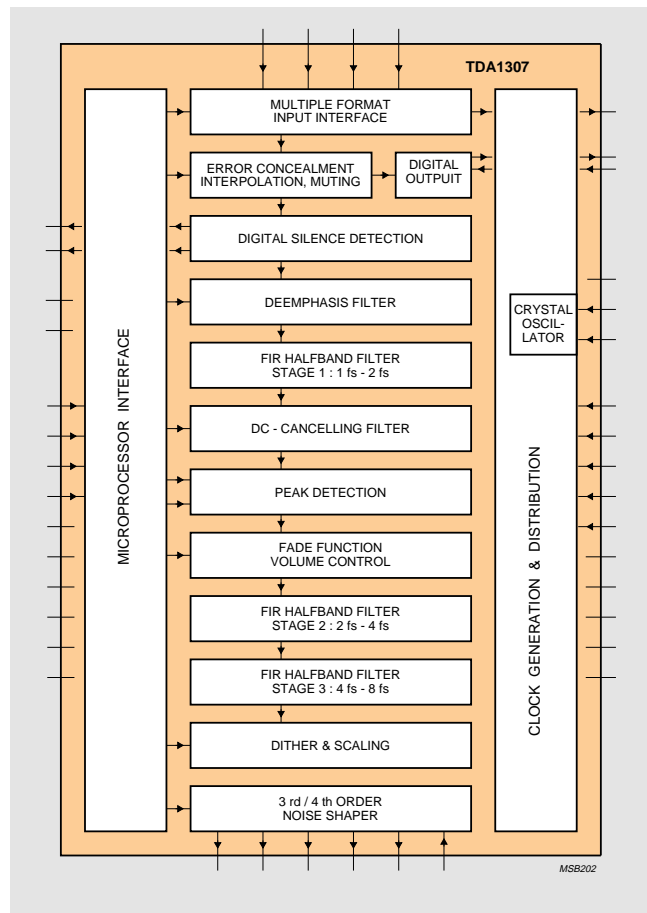 TDA1307
MULTIPLE FORMAT
INPUT INTERFACE
ERROR CONCEALMENT
INTERPOLATION, MUTING
DIGITAL
OUTPUIT
DIGITAL SILENCE DETECTION
DEEMPHASIS FILTER
CRYSTAL
OSCIL-
LATOR
FIR HALFBAND FILTER
STAGE 1 : 1 fs - 2 fs
DC - CANCELLING FILTER
PEAK DETECTION
FADE FUNCTION
VOLUME CONTROL
FIR HALFBAND FILTER
STAGE 2 : 2 fs - 4 fs
FIR HALFBAND FILTER
STAGE 3 : 4 fs - 8 fs
DITHER & SCALING
3 rd / 4 th ORDER
NOISE SHAPER
MICROPROCESSOR INTERFACE
CLOCK GENERATION & DISTRIBUTION
MSB202